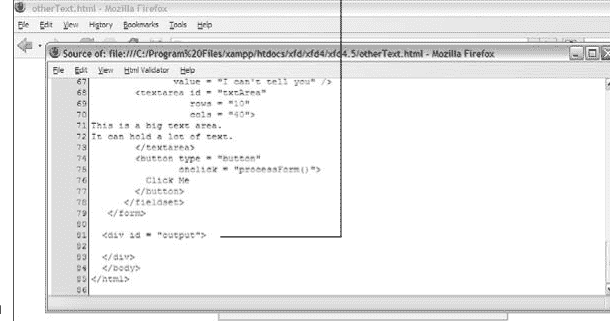 otherText.html - Mozilla Firefox
File Edit View History Bookmarks Tools Help
Source of: file:///C:/Program%20Files/xampp/htdocs/xfd/xfd4/xfd4.5/otherText.html - Mozilla Firefox
File Edit View Html Validator Help
67 value = "I can't tell you" />
68 <textarea id = "txtArea"
69 rows = "10"
70 cols = "40">
71 This is a big text area.
72 It can hold a lot of text.
73 </textarea>
74 <button type = "button"
75 onclick = "processForm()">
76 Click Me
77 </button>
78 </fieldset>
79 </form>
80
81 <div id = "output">
82
83 </div>
84 </body>
85 </html>
86